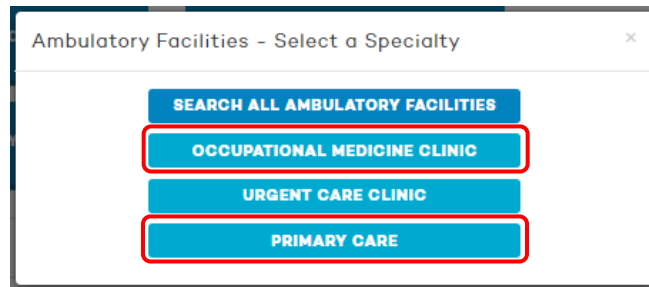 Ambulatory Facilities - Select a Specialty ×
SEARCH ALL AMBULATORY FACILITIES
OCCUPATIONAL MEDICINE CLINIC
URGENT CARE CLINIC
PRIMARY CARE